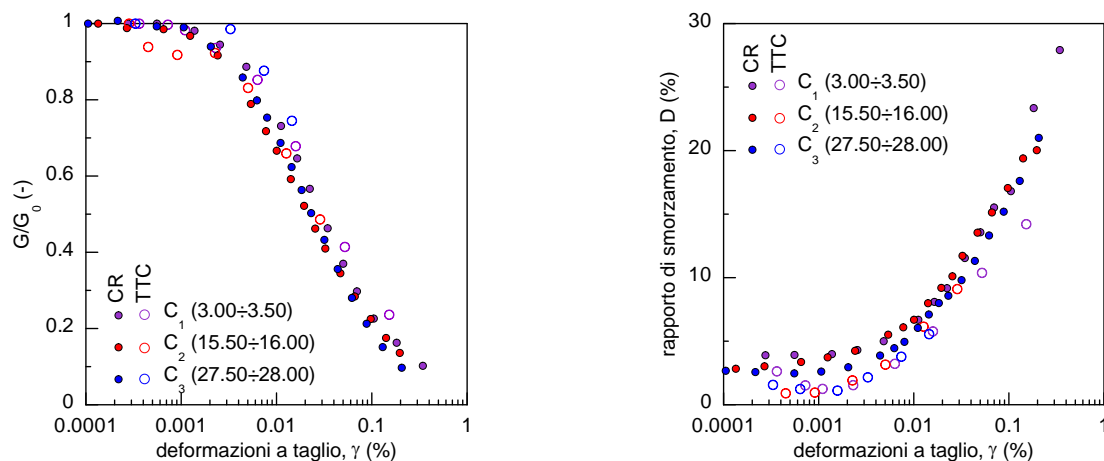 1
0.8
0.6
0.4
0.2
0
G/G0 (-)
CR
TTC
C1 (3.00÷3.50)
C2 (15.50÷16.00)
C3 (27.50÷28.00)
0.0001 0.001 0.01 0.1 1
deformazioni a taglio, γ (%)
30
20
10
0
rapporto di smorzamento, D (%)
CR
TTC
C1 (3.00÷3.50)
C2 (15.50÷16.00)
C3 (27.50÷28.00)
0.0001 0.001 0.01 0.1 1
deformazioni a taglio, γ (%)